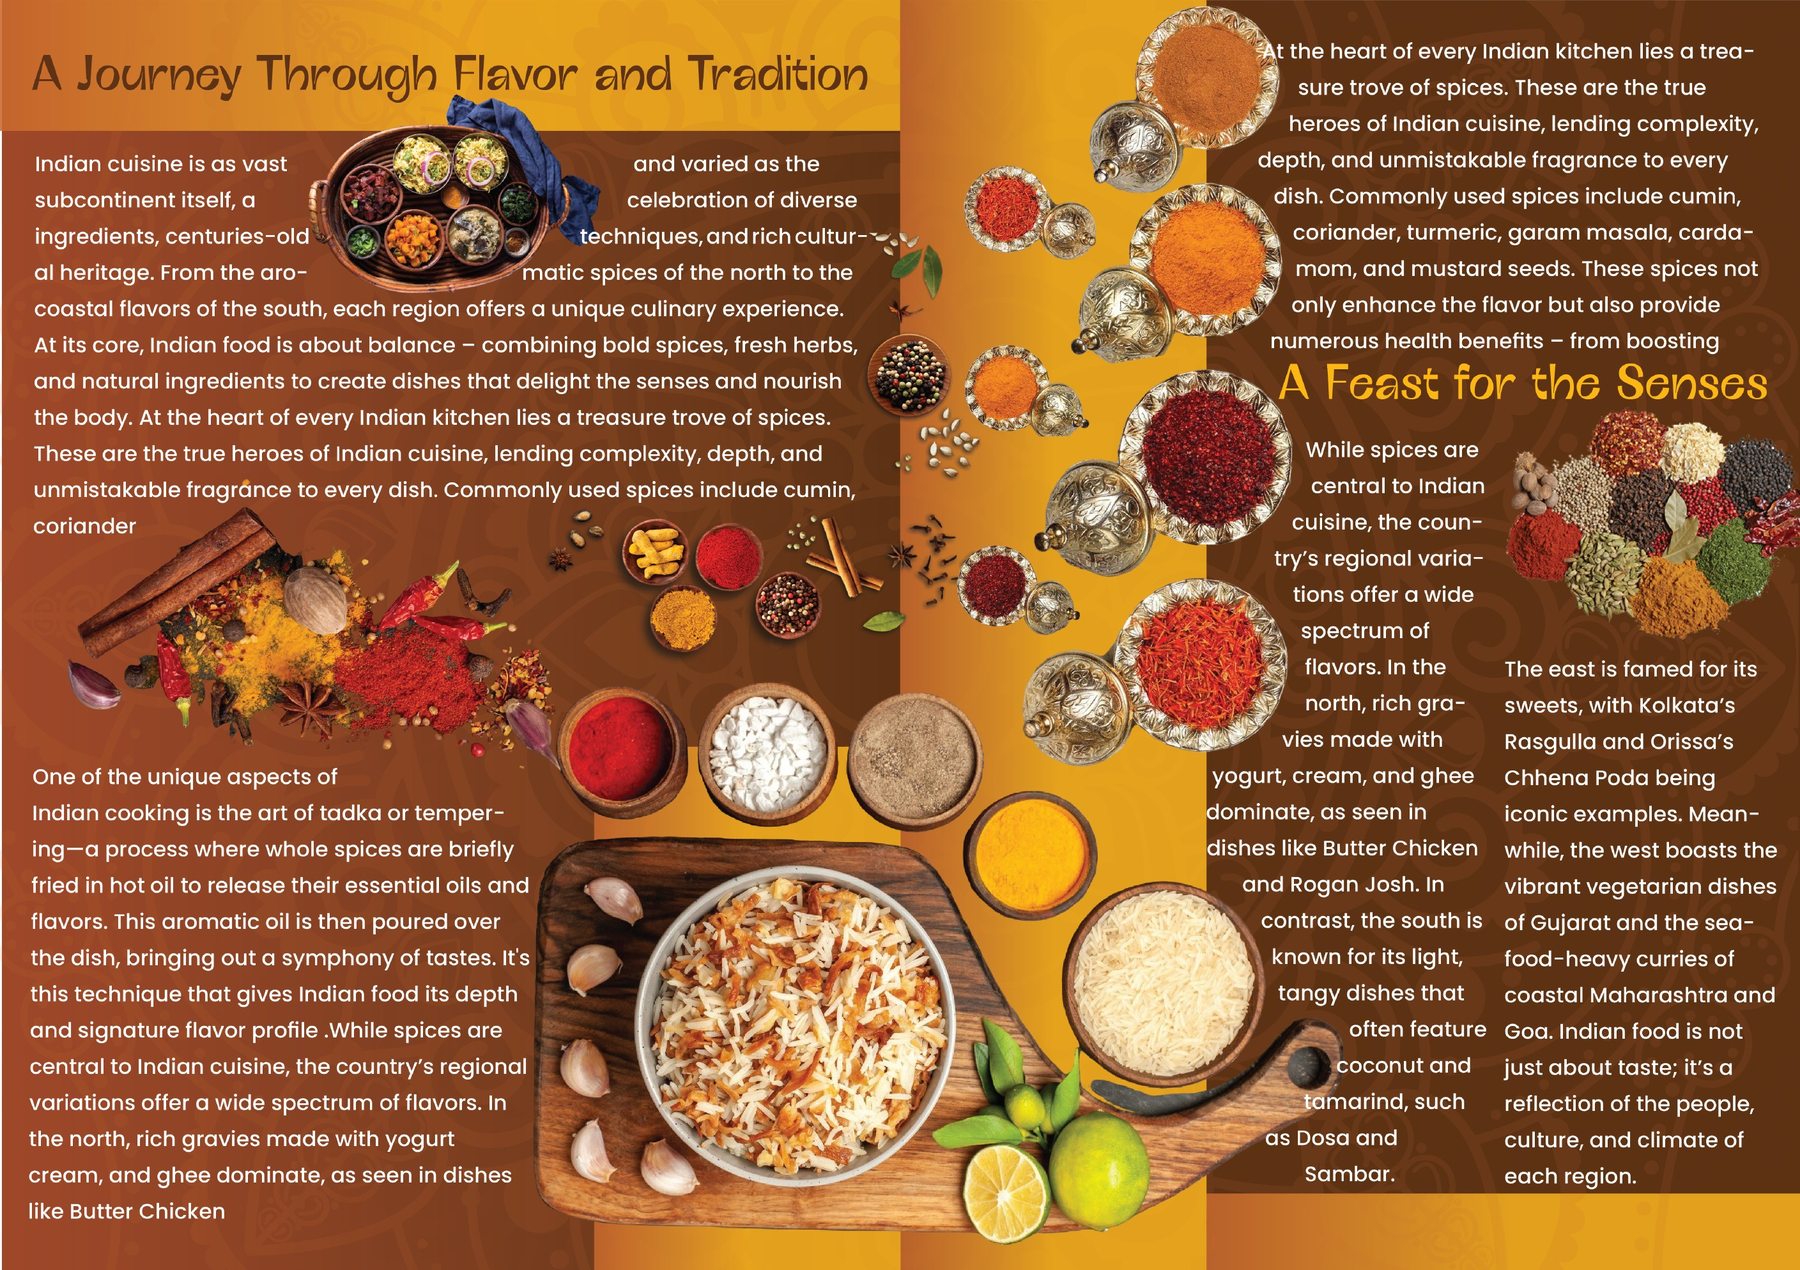 A Journey Through Flavor and Tradition
Indian cuisine is as vast and varied as the
subcontinent itself, a celebration of diverse
ingredients, centuries-old techniques, and rich cultur-
al heritage. From the aro- matic spices of the north to the
coastal flavors of the south, each region offers a unique culinary experience.
At its core, Indian food is about balance – combining bold spices, fresh herbs,
and natural ingredients to create dishes that delight the senses and nourish
the body. At the heart of every Indian kitchen lies a treasure trove of spices.
These are the true heroes of Indian cuisine, lending complexity, depth, and
unmistakable fragrance to every dish. Commonly used spices include cumin,
coriander
One of the unique aspects of
Indian cooking is the art of tadka or temper-
ing—a process where whole spices are briefly
fried in hot oil to release their essential oils and
flavors. This aromatic oil is then poured over
the dish, bringing out a symphony of tastes. It's
this technique that gives Indian food its depth
and signature flavor profile .While spices are
central to Indian cuisine, the country's regional
variations offer a wide spectrum of flavors. In
the north, rich gravies made with yogurt
cream, and ghee dominate, as seen in dishes
like Butter Chicken
At the heart of every Indian kitchen lies a trea-
sure trove of spices. These are the true
heroes of Indian cuisine, lending complexity,
depth, and unmistakable fragrance to every
dish. Commonly used spices include cumin,
coriander, turmeric, garam masala, carda-
mom, and mustard seeds. These spices not
only enhance the flavor but also provide
numerous health benefits – from boosting
A Feast for the Senses
While spices are
central to Indian
cuisine, the coun-
try's regional varia-
tions offer a wide
spectrum of
flavors. In the
north, rich gra-
vies made with
yogurt, cream, and ghee
dominate, as seen in
dishes like Butter Chicken
and Rogan Josh. In
contrast, the south is
known for its light,
tangy dishes that
often feature
coconut and
tamarind, such
as Dosa and
Sambar.
The east is famed for its
sweets, with Kolkata's
Rasgulla and Orissa's
Chhena Poda being
iconic examples. Mean-
while, the west boasts the
vibrant vegetarian dishes
of Gujarat and the sea-
food-heavy curries of
coastal Maharashtra and
Goa. Indian food is not
just about taste; it's a
reflection of the people,
culture, and climate of
each region.